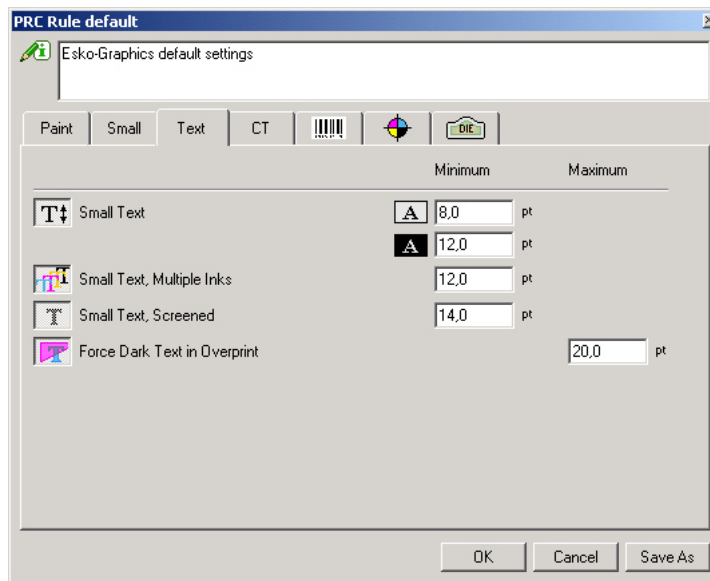 PRC Rule default
Esko-Graphics default settings
Paint Small Text CT DIE
Minimum Maximum
T Small Text A 8,0 pt
A 12,0 pt
Small Text, Multiple Inks 12,0 pt
T Small Text, Screened 14,0 pt
T Force Dark Text in Overprint 20,0 pt
OK Cancel Save As